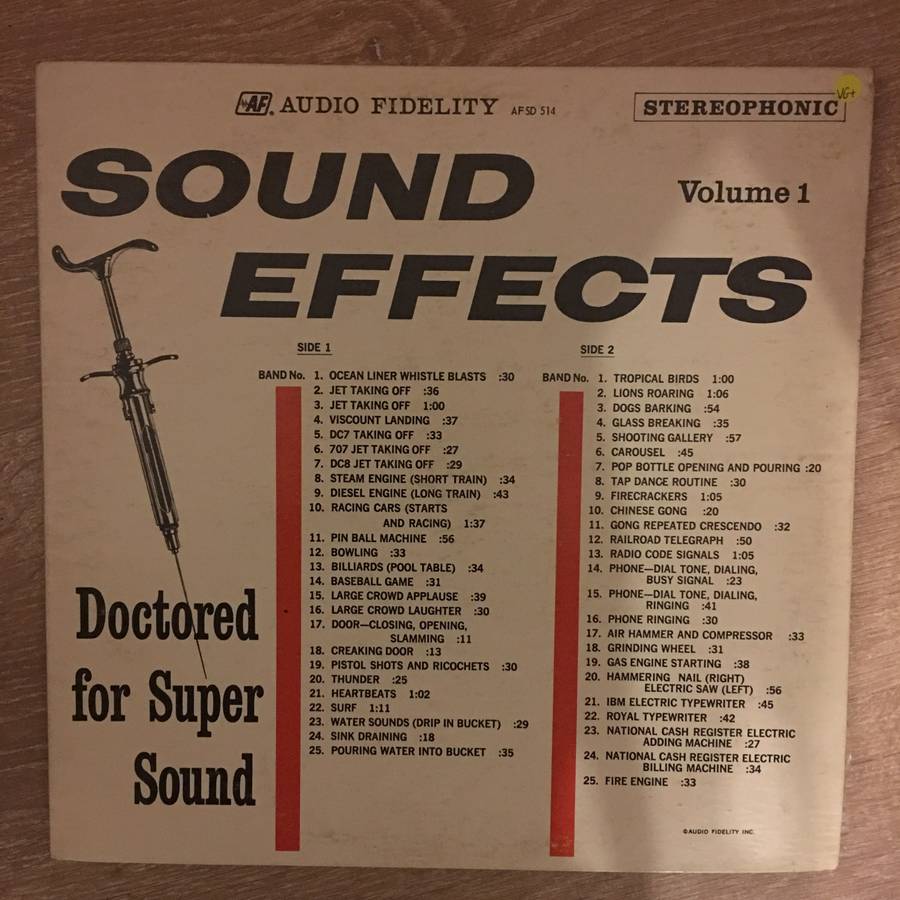 AF® AUDIO FIDELITY AFSD 514
STEREOPHONIC
VG+
SOUND
Volume 1
EFFECTS
SIDE 1
BAND No. 1. OCEAN LINER WHISTLE BLASTS :30
2. JET TAKING OFF :36
3. JET TAKING OFF 1:00
4. VISCOUNT LANDING :37
5. DC7 TAKING OFF :33
6. 707 JET TAKING OFF :27
7. DC8 JET TAKING OFF :29
8. STEAM ENGINE (SHORT TRAIN) :34
9. DIESEL ENGINE (LONG TRAIN) :43
10. RACING CARS (STARTS
AND RACING) 1:37
11. PIN BALL MACHINE :56
12. BOWLING :33
13. BILLIARDS (POOL TABLE) :34
14. BASEBALL GAME :31
15. LARGE CROWD APPLAUSE :39
16. LARGE CROWD LAUGHTER :30
17. DOOR—CLOSING, OPENING,
SLAMMING :11
18. CREAKING DOOR :13
19. PISTOL SHOTS AND RICOCHETS :30
20. THUNDER :25
21. HEARTBEATS 1:02
22. SURF 1:11
23. WATER SOUNDS (DRIP IN BUCKET) :29
24. SINK DRAINING :18
25. POURING WATER INTO BUCKET :35
SIDE 2
BAND No. 1. TROPICAL BIRDS 1:00
2. LIONS ROARING 1:06
3. DOGS BARKING :54
4. GLASS BREAKING :35
5. SHOOTING GALLERY :57
6. CAROUSEL :45
7. POP BOTTLE OPENING AND POURING :20
8. TAP DANCE ROUTINE :30
9. FIRECRACKERS 1:05
10. CHINESE GONG :20
11. GONG REPEATED CRESCENDO :32
12. RAILROAD TELEGRAPH :50
13. RADIO CODE SIGNALS 1:05
14. PHONE—DIAL TONE, DIALING,
BUSY SIGNAL :23
15. PHONE—DIAL TONE, DIALING,
RINGING :41
16. PHONE RINGING :30
17. AIR HAMMER AND COMPRESSOR :33
18. GRINDING WHEEL :31
19. GAS ENGINE STARTING :38
20. HAMMERING NAIL (RIGHT)
ELECTRIC SAW (LEFT) :56
21. IBM ELECTRIC TYPEWRITER :45
22. ROYAL TYPEWRITER :42
23. NATIONAL CASH REGISTER ELECTRIC
ADDING MACHINE :27
24. NATIONAL CASH REGISTER ELECTRIC
BILLING MACHINE :34
25. FIRE ENGINE :33
Doctored
for Super
Sound
©AUDIO FIDELITY INC.